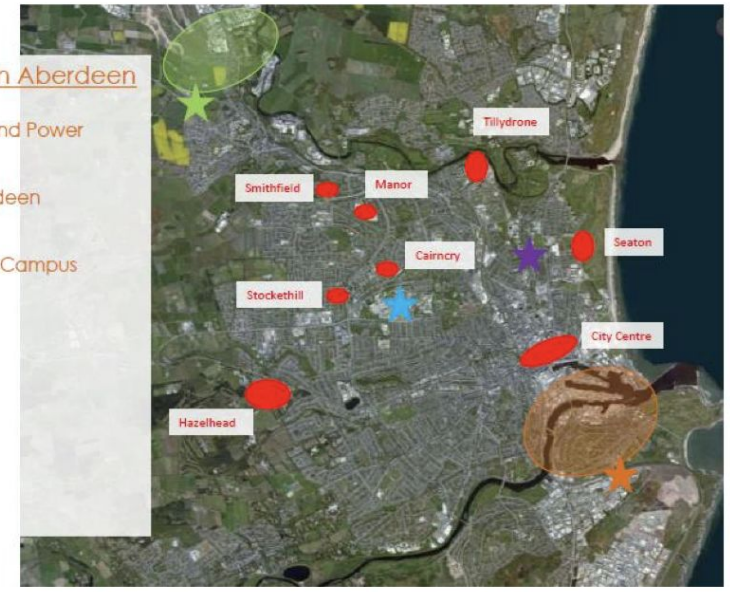 n Aberdeen
nd Power
deen
Campus
Tillydrone
Smithfield
Manor
Seaton
Cairncry
Stockethill
City Centre
Hazelhead